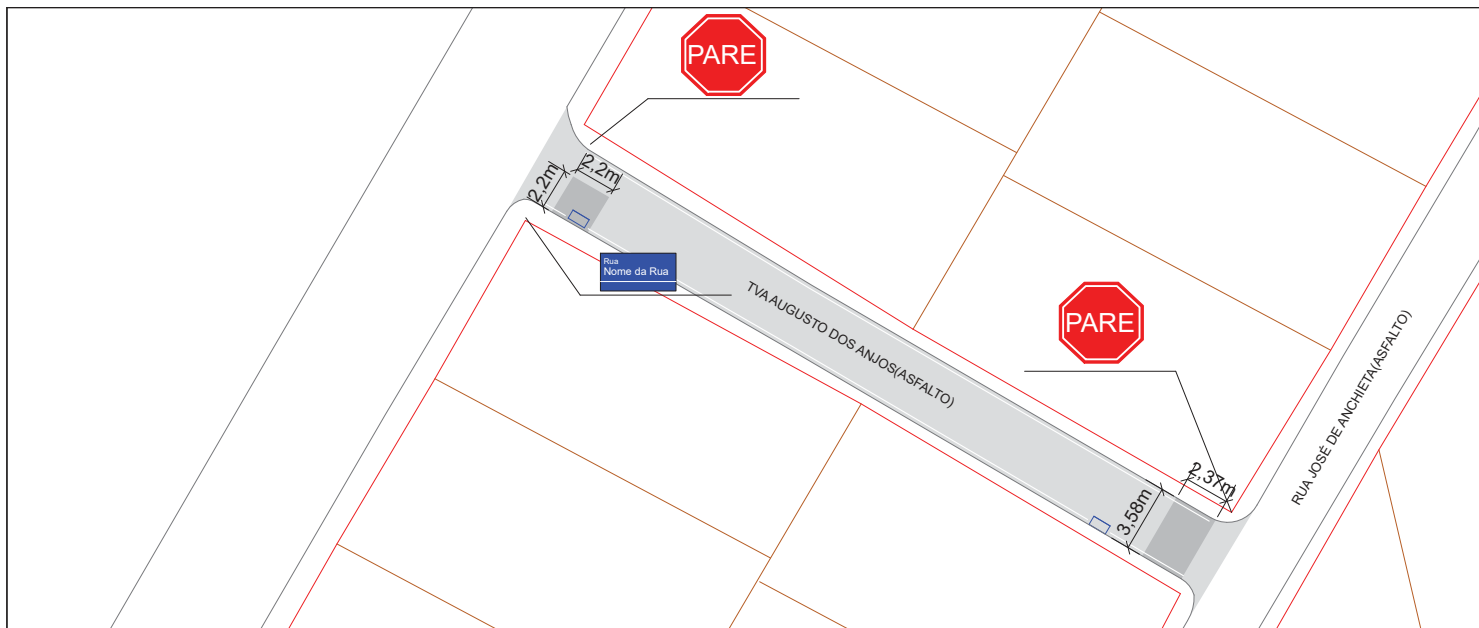 PARE
2,2m
2,2m
Rua
Nome da Rua
TVA AUGUSTO DOS ANJOS(ASFALTO)
PARE
RUA JOSÉ DE ANCHIETA(ASFALTO)
2,37m
3,58m